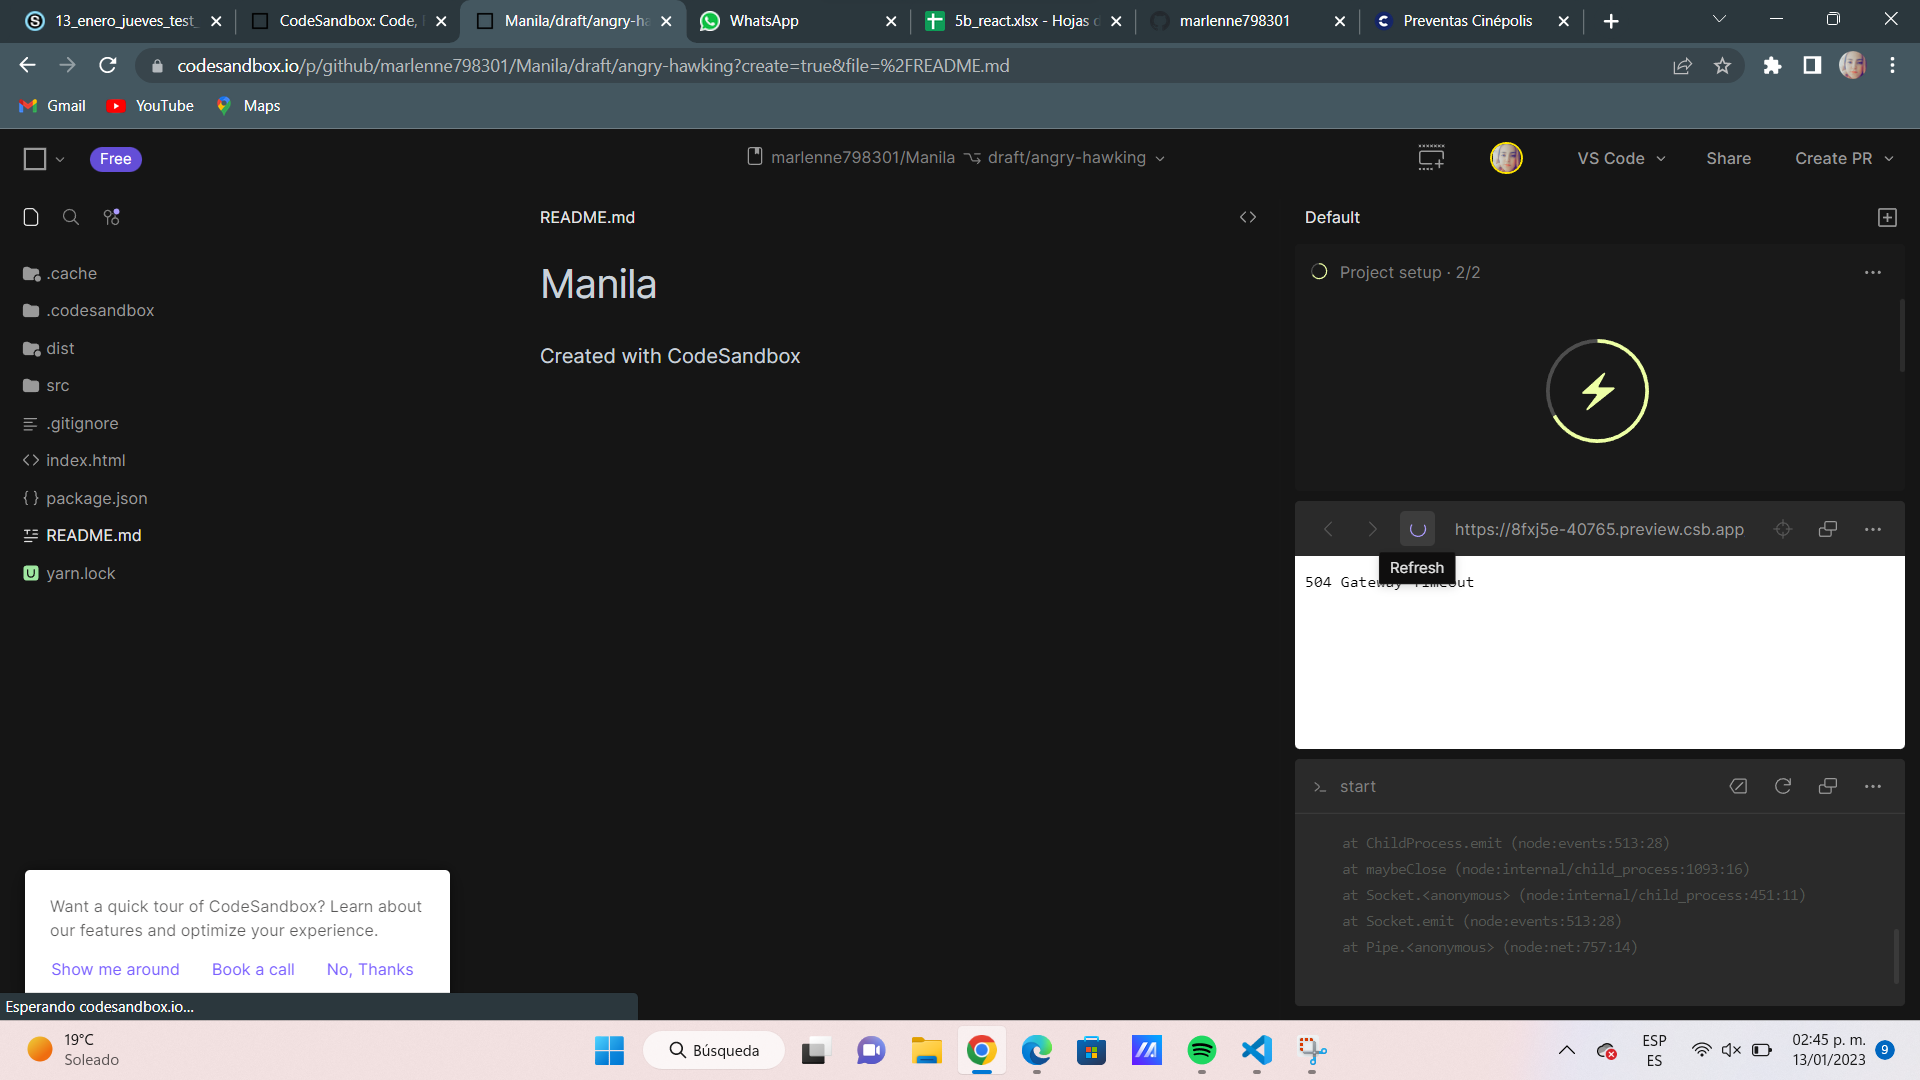 13_enero_jueves_test_
CodeSandbox: Code,
Manila/draft/angry-ha
WhatsApp
5b_react.xlsx - Hojas
marlenne798301
Preventas Cinépolis
codesandbox.io/p/github/marlenne798301/Manila/draft/angry-hawking?create=true&file=%2FREADME.md
Gmail
YouTube
Maps
Free
marlenne798301/Manila
draft/angry-hawking
VS Code
Share
Create PR
README.md
Default
.cache
.codesandbox
dist
src
.gitignore
index.html
package.json
README.md
yarn.lock
Manila
Created with CodeSandbox
Project setup · 2/2
https://8fxj5e-40765.preview.csb.app
Refresh
504 Gateway Timeout
start
at ChildProcess.emit (node:events:513:28)
at maybeClose (node:internal/child_process:1093:16)
at Socket.<anonymous> (node:internal/child_process:451:11)
at Socket.emit (node:events:513:28)
at Pipe.<anonymous> (node:net:757:14)
Want a quick tour of CodeSandbox? Learn about
our features and optimize your experience.
Show me around
Book a call
No, Thanks
Esperando codesandbox.io...
19°C
Soleado
Búsqueda
ESP
ES
02:45 p. m.
13/01/2023
9